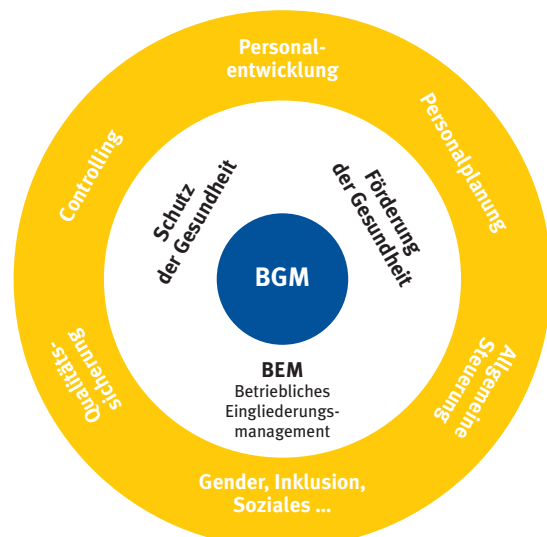 Personal-
entwicklung
Personalplanung
Allgemeine
Steuerung
Gender, Inklusion,
Soziales ...
Qualitäts-
sicherung
Controlling
Schutz
der Gesundheit
Förderung
der Gesundheit
BGM
BEM
Betriebliches
Eingliederungs-
management